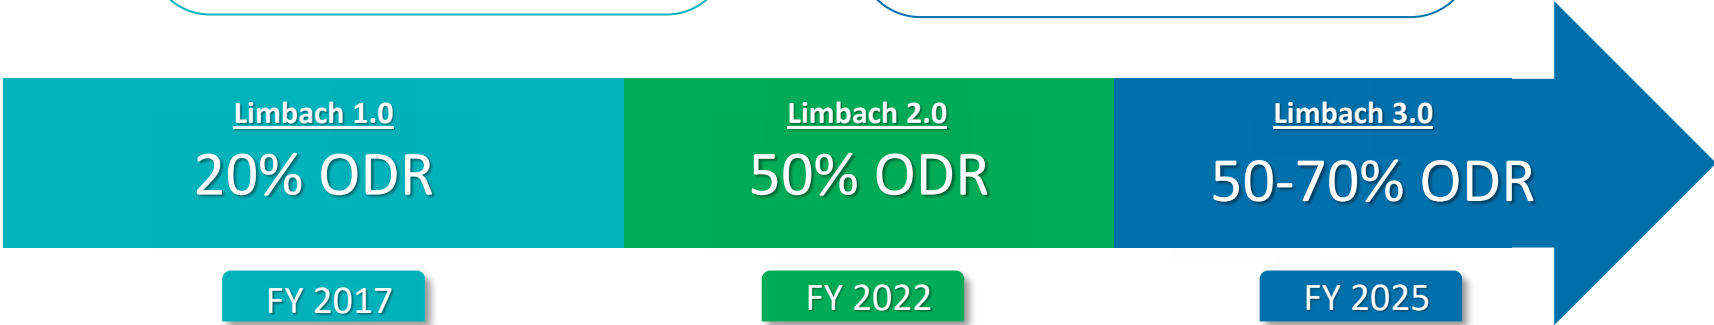 Limbach 1.0
20% ODR
Limbach 2.0
50% ODR
Limbach 3.0
50-70% ODR
FY 2017
FY 2022
FY 2025